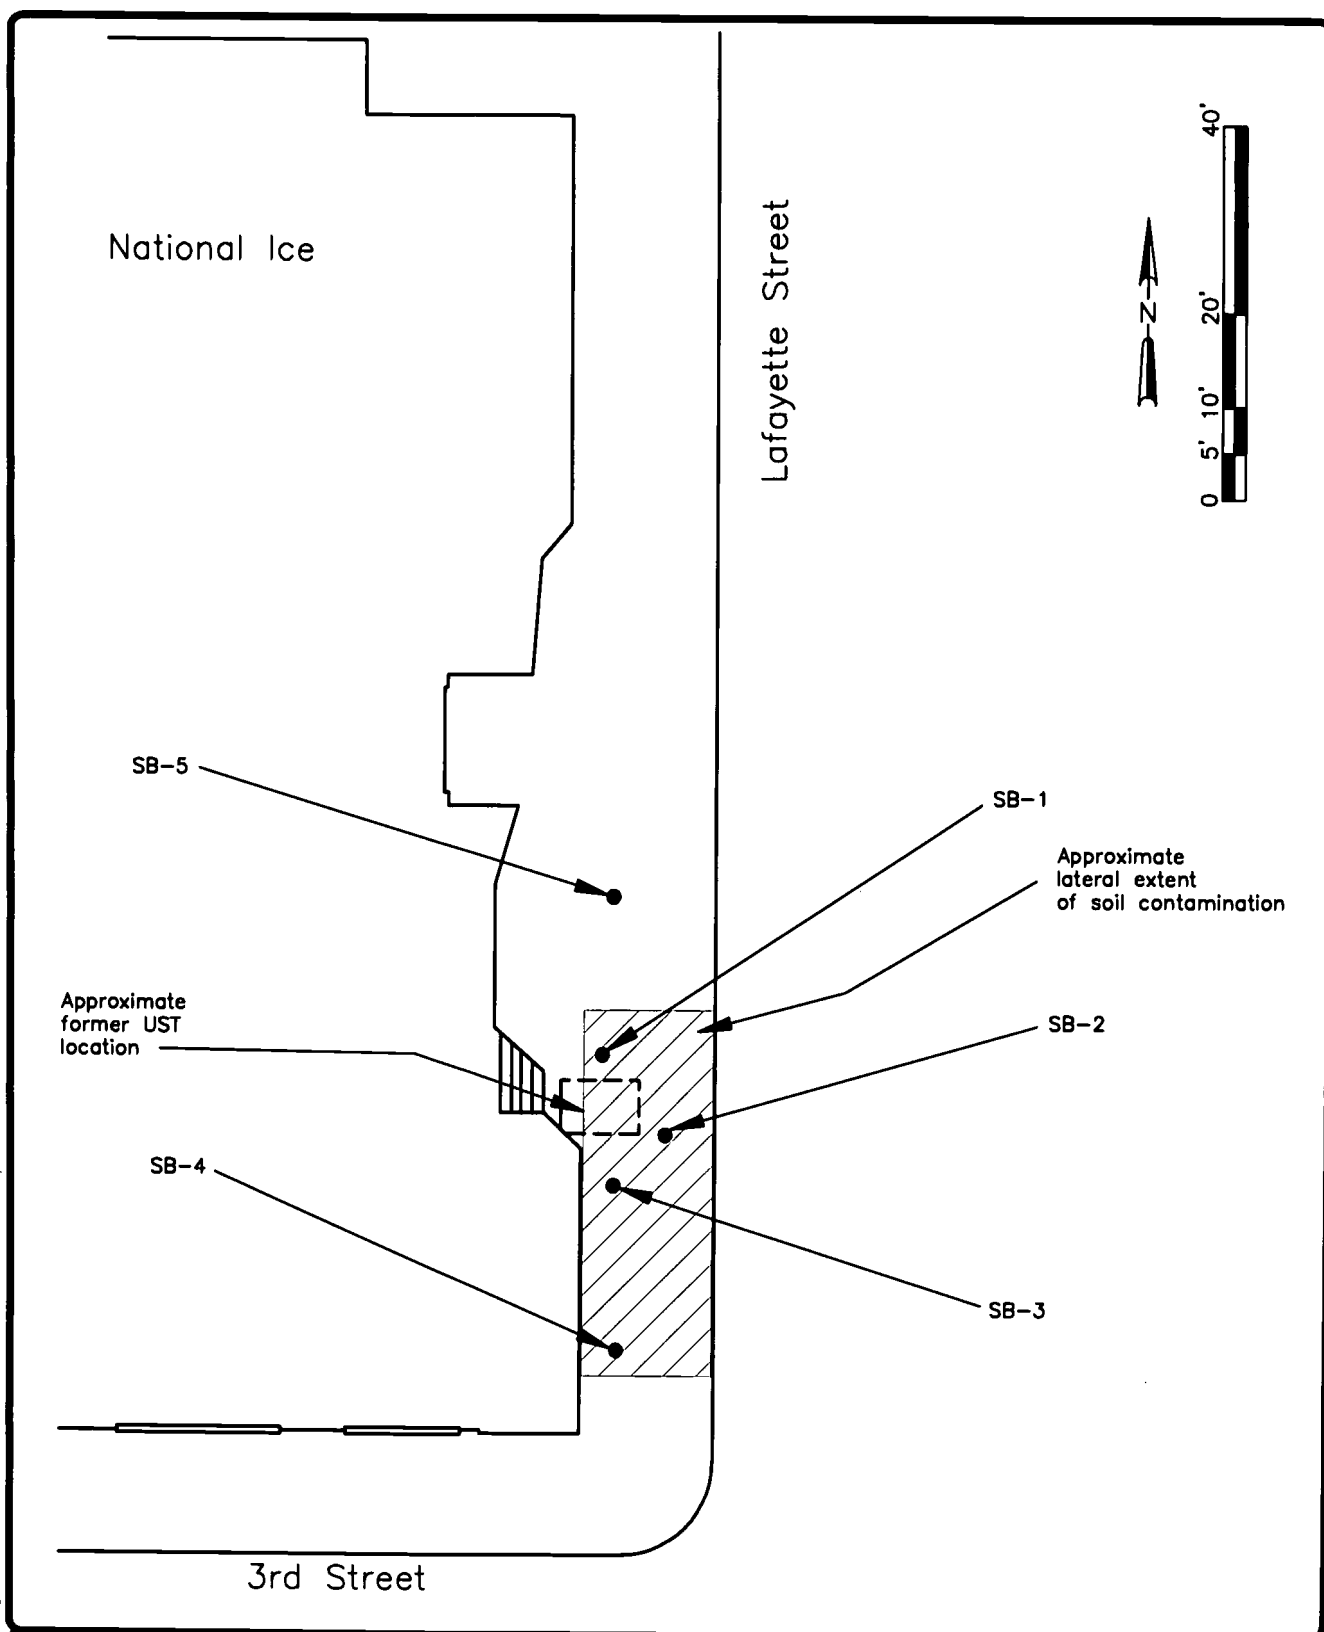 National Ice
Lafayette Street
40'
20'
N
10'
5'
0
SB-5
SB-1
Approximate
lateral extent
of soil contamination
Approximate
former UST
location
SB-2
SB-4
SB-3
3rd Street